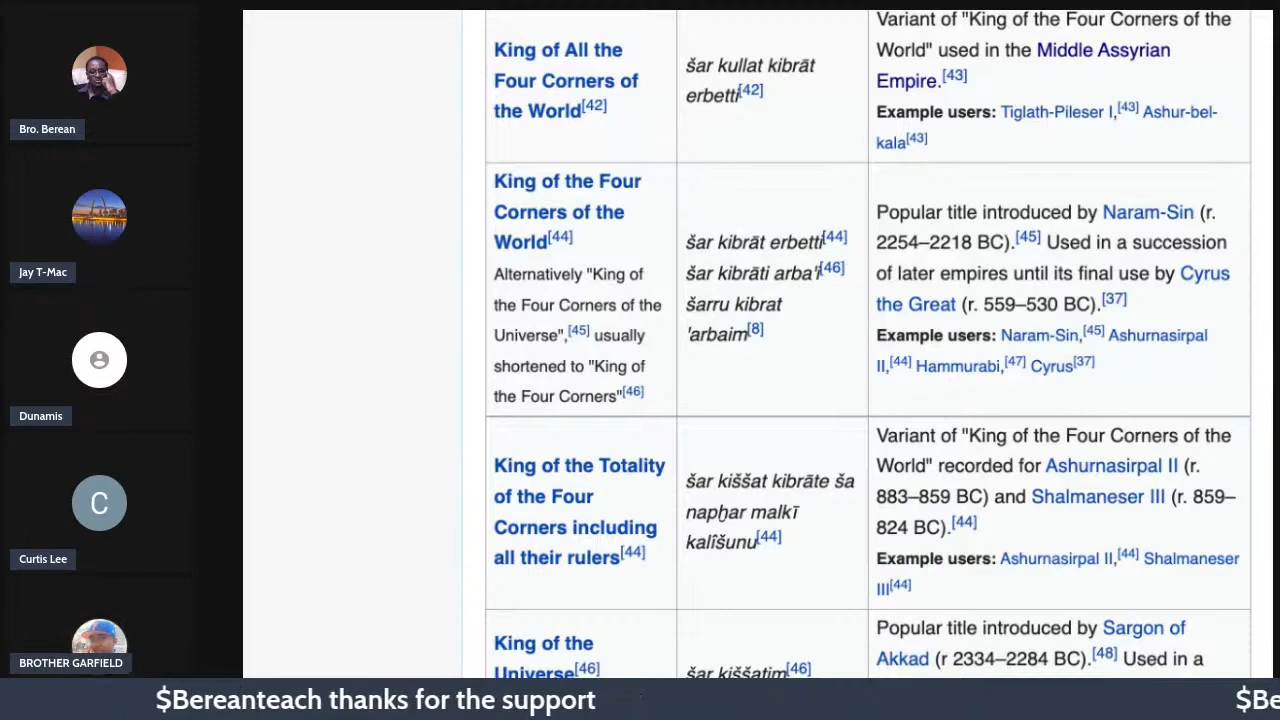 Bro. Berean
Jay T-Mac
Dunamis
C
Curtis Lee
BROTHER GARFIELD
King of All the
Four Corners of
the World[42]
šar kullat kibrāt
erbetti[42]
Variant of "King of the Four Corners of the
World" used in the Middle Assyrian
Empire.[43]
Example users: Tiglath-Pileser I,[43] Ashur-bel-
kala[43]
King of the Four
Corners of the
World[44]
Alternatively "King of
the Four Corners of the
Universe",[45] usually
shortened to "King of
the Four Corners"[46]
šar kibrāt erbetti[44]
šar kibrāti arba'i[46]
šarru kibrat
'arbaim[8]
Popular title introduced by Naram-Sin (r.
2254–2218 BC).[45] Used in a succession
of later empires until its final use by Cyrus
the Great (r. 559–530 BC).[37]
Example users: Naram-Sin,[45] Ashurnasirpal
II,[44] Hammurabi,[47] Cyrus[37]
King of the Totality
of the Four
Corners including
all their rulers[44]
šar kiššat kibrāte ša
napḫar malkī
kalîšunu[44]
Variant of "King of the Four Corners of the
World" recorded for Ashurnasirpal II (r.
883–859 BC) and Shalmaneser III (r. 859–
824 BC).[44]
Example users: Ashurnasirpal II,[44] Shalmaneser
III[44]
King of the
Universe[46]
šar kiššatim[46]
Popular title introduced by Sargon of
Akkad (r 2334–2284 BC).[48] Used in a
$Bereanteach thanks for the support
$Be